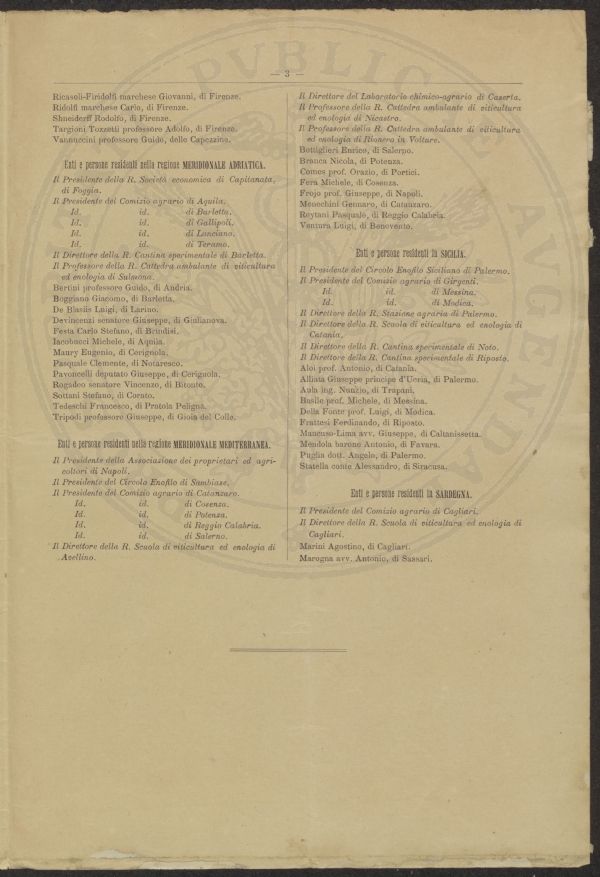 — 3 —
Ricasoli-Firidolfi marchese Giovanni, di Firenze.
Ridolfi marchese Carlo, di Firenze.
Shneiderff Rodolfo, di Firenze.
Targioni Tozzetti professore Adolfo, di Firenze.
Vannuccini professore Guido, delle Capezzine.
Enti e persone residenti nella regione MERIDIONALE ADRIATICA.
Il Presidente della R. Società economica di Capitanata,
di Foggia.
Il Presidente del Comizio agrario di Aquila.
Id. id. di Barletta.
Id. id. di Gallipoli.
Id. id. di Lanciano.
Id. id. di Teramo.
Il Direttore della R. Cantina sperimentale di Barletta.
Il Professore della R. Cattedra ambulante di viticultura
ed enologia di Sulmona.
Bertini professore Guido, di Andria.
Boggiano Giacomo, di Barletta.
De Blasiis Luigi, di Larino.
Devincenzi senatore Giuseppe, di Giulianova.
Festa Carlo Stefano, di Brindisi.
Iacobucci Michele, di Aquila.
Maury Eugenio, di Cerignola.
Pasquale Clemente, di Notaresco.
Pavoncelli deputato Giuseppe, di Cerignola.
Rogadeo senatore Vincenzo, di Bitonto.
Sottani Stefano, di Corato.
Tedeschi Francesco, di Pratola Peligna.
Tripodi professore Giuseppe, di Gioia del Colle.
Enti e persone residenti nella regione MERIDIONALE MEDITERRANEA.
Il Presidente della Associazione dei proprietari ed agri-
coltori di Napoli.
Il Presidente del Circolo Enofilo di Sambiase.
Il Presidente del Comizio agrario di Catanzaro.
Id. id. di Cosenza.
Id. id. di Potenza.
Id. id. di Reggio Calabria.
Id. id. di Salerno.
Il Direttore della R. Scuola di viticultura ed enologia di
Avellino.
Il Direttore del Laboratorio chimico-agrario di Caserta.
Il Professore della R. Cattedra ambulante di viticultura
ed enologia di Nicastro.
Il Professore della R. Cattedra ambulante di viticultura
ed enologia di Rionero in Volture.
Bottiglieri Enrico, di Salerno.
Branca Nicola, di Potenza.
Comes prof. Orazio, di Portici.
Fera Michele, di Cosenza.
Frojo prof. Giuseppe, di Napoli.
Menechini Gennaro, di Catanzaro.
Reytani Pasquale, di Reggio Calabria.
Ventura Luigi, di Benevento.
Enti e persone residenti in SICILIA.
Il Presidente del Circolo Enofilo Siciliano di Palermo.
Il Presidente del Comizio agrario di Girgenti.
Id. id. di Messina.
Id. id. di Modica.
Il Direttore della R. Stazione agraria di Palermo.
Il Direttore della R. Scuola di viticultura ed enologia di
Catania.
Il Direttore della R. Cantina sperimentale di Noto.
Il Direttore della R. Cantina sperimentale di Riposto.
Aloi prof. Antonio, di Catania.
Alliata Giuseppe principe d'Ucria, di Palermo.
Aula ing. Nunzio, di Trapani.
Basile prof. Michele, di Messina.
Della Fonte prof. Luigi, di Modica.
Frattesi Ferdinando, di Riposto.
Mancuso-Lima avv. Giuseppe, di Caltanissetta.
Mendola barone Antonio, di Favara.
Puglia dott. Angelo, di Palermo.
Statella conte Alessandro, di Siracusa.
Enti e persone residenti in SARDEGNA.
Il Presidente del Comizio agrario di Cagliari.
Il Direttore della R. Scuola di viticultura ed enologia di
Cagliari.
Marini Agostino, di Cagliari.
Marogna avv. Antonio, di Sassari.